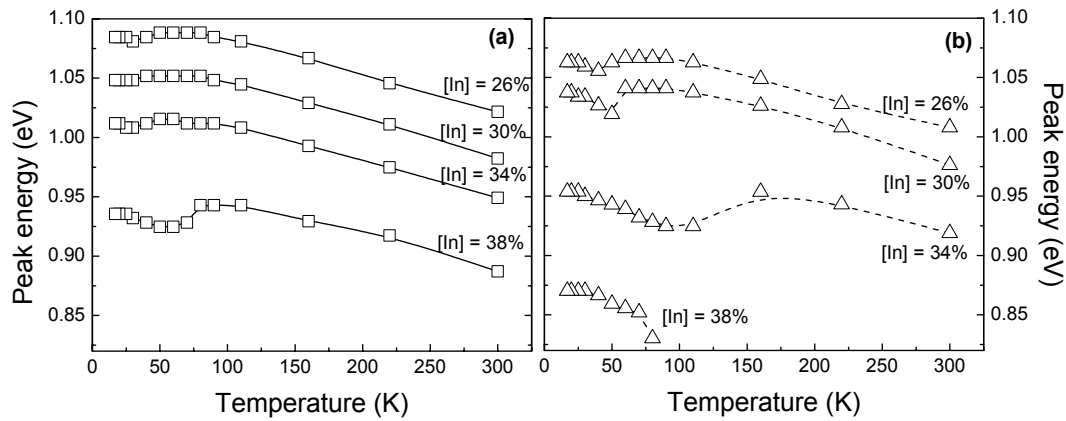 1.10
1.05
1.00
0.95
0.90
0.85
Peak energy (eV)
(a)
[In] = 26%
[In] = 30%
[In] = 34%
[In] = 38%
0 50 100 150 200 250 300
Temperature (K)
(b)
[In] = 26%
[In] = 30%
[In] = 34%
[In] = 38%
0 50 100 150 200 250 300
Temperature (K)
1.10
1.05
1.00
0.95
0.90
0.85
Peak energy (eV)